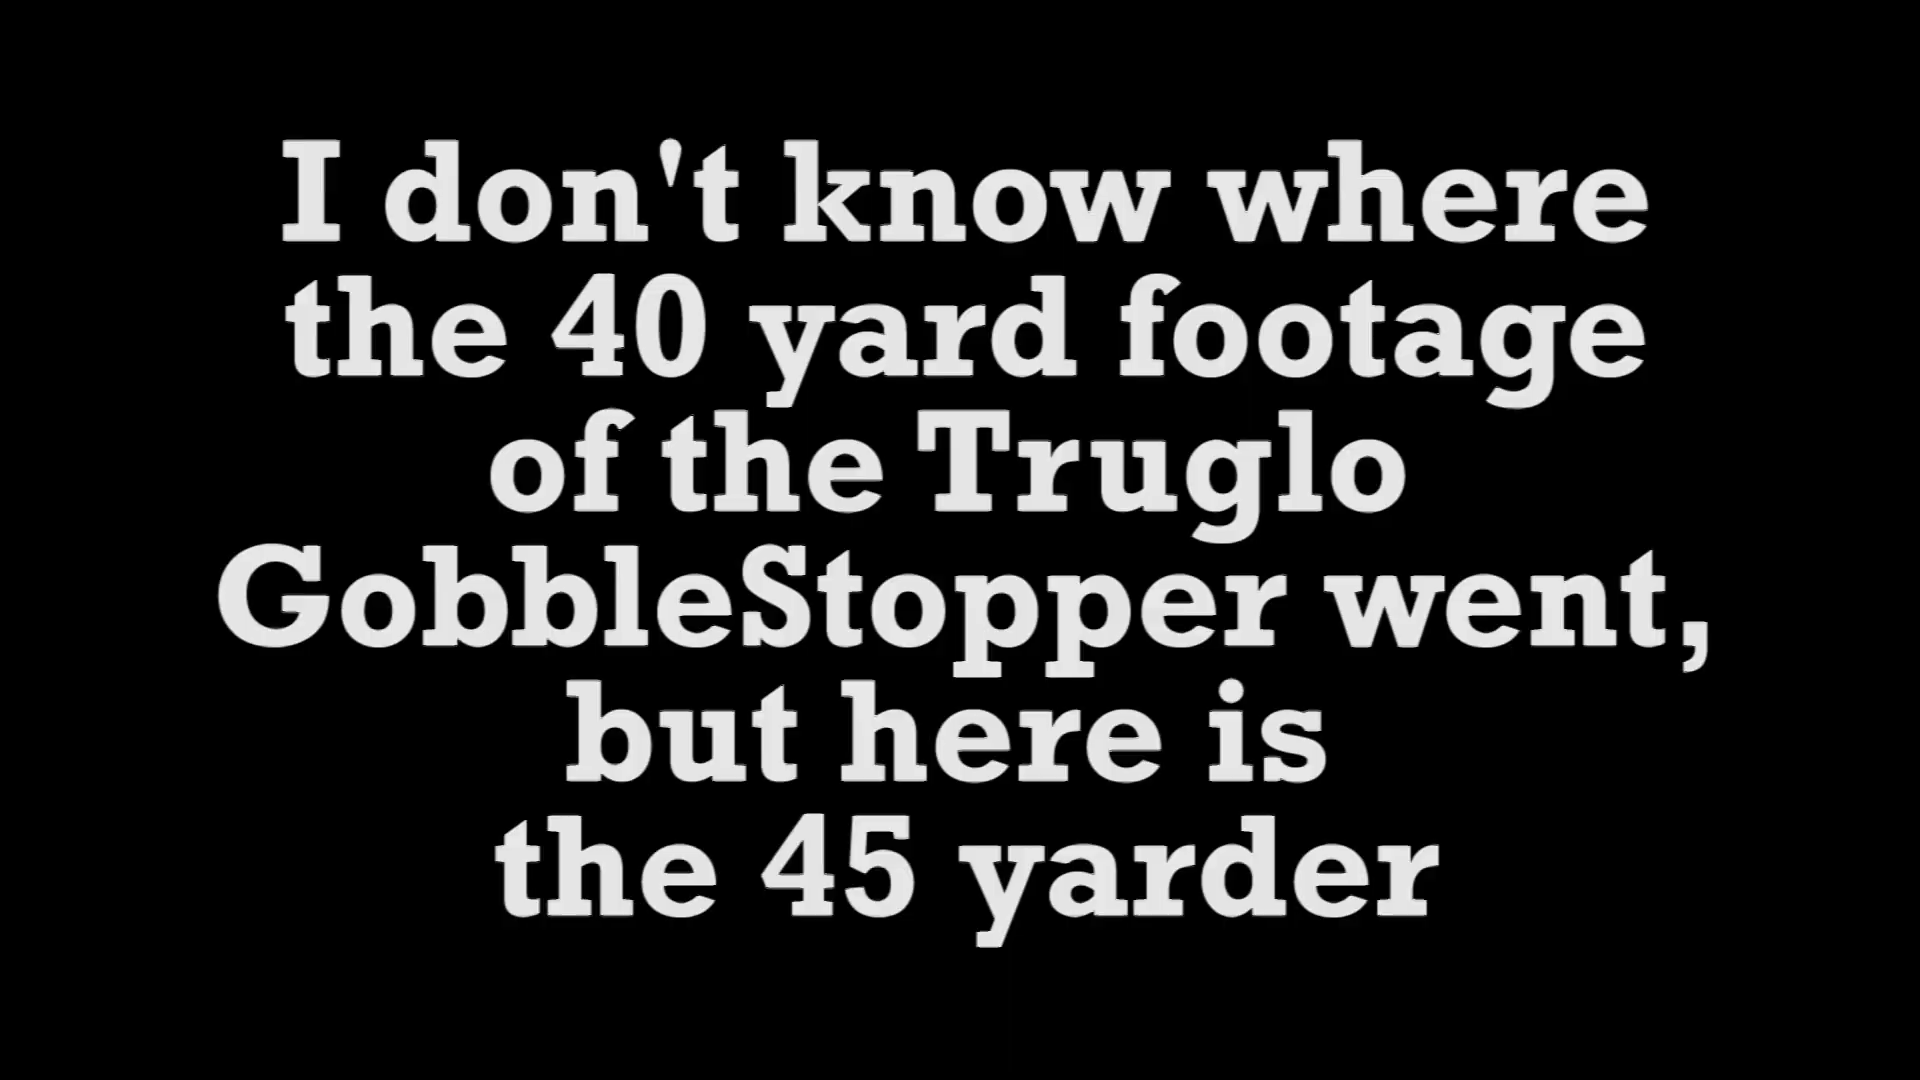 I don't know where
the 40 yard footage
of the Truglo
GobbleStopper went,
but here is
the 45 yarder